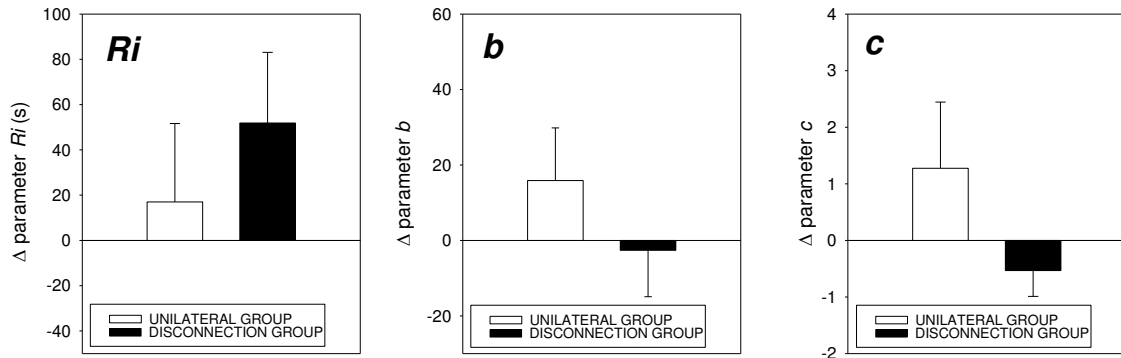 Ri
Δ parameter Ri (s)
100
80
60
40
20
0
-20
-40
UNILATERAL GROUP
DISCONNECTION GROUP
b
Δ parameter b
60
40
20
0
-20
UNILATERAL GROUP
DISCONNECTION GROUP
c
Δ parameter c
4
3
2
1
0
-1
-2
UNILATERAL GROUP
DISCONNECTION GROUP